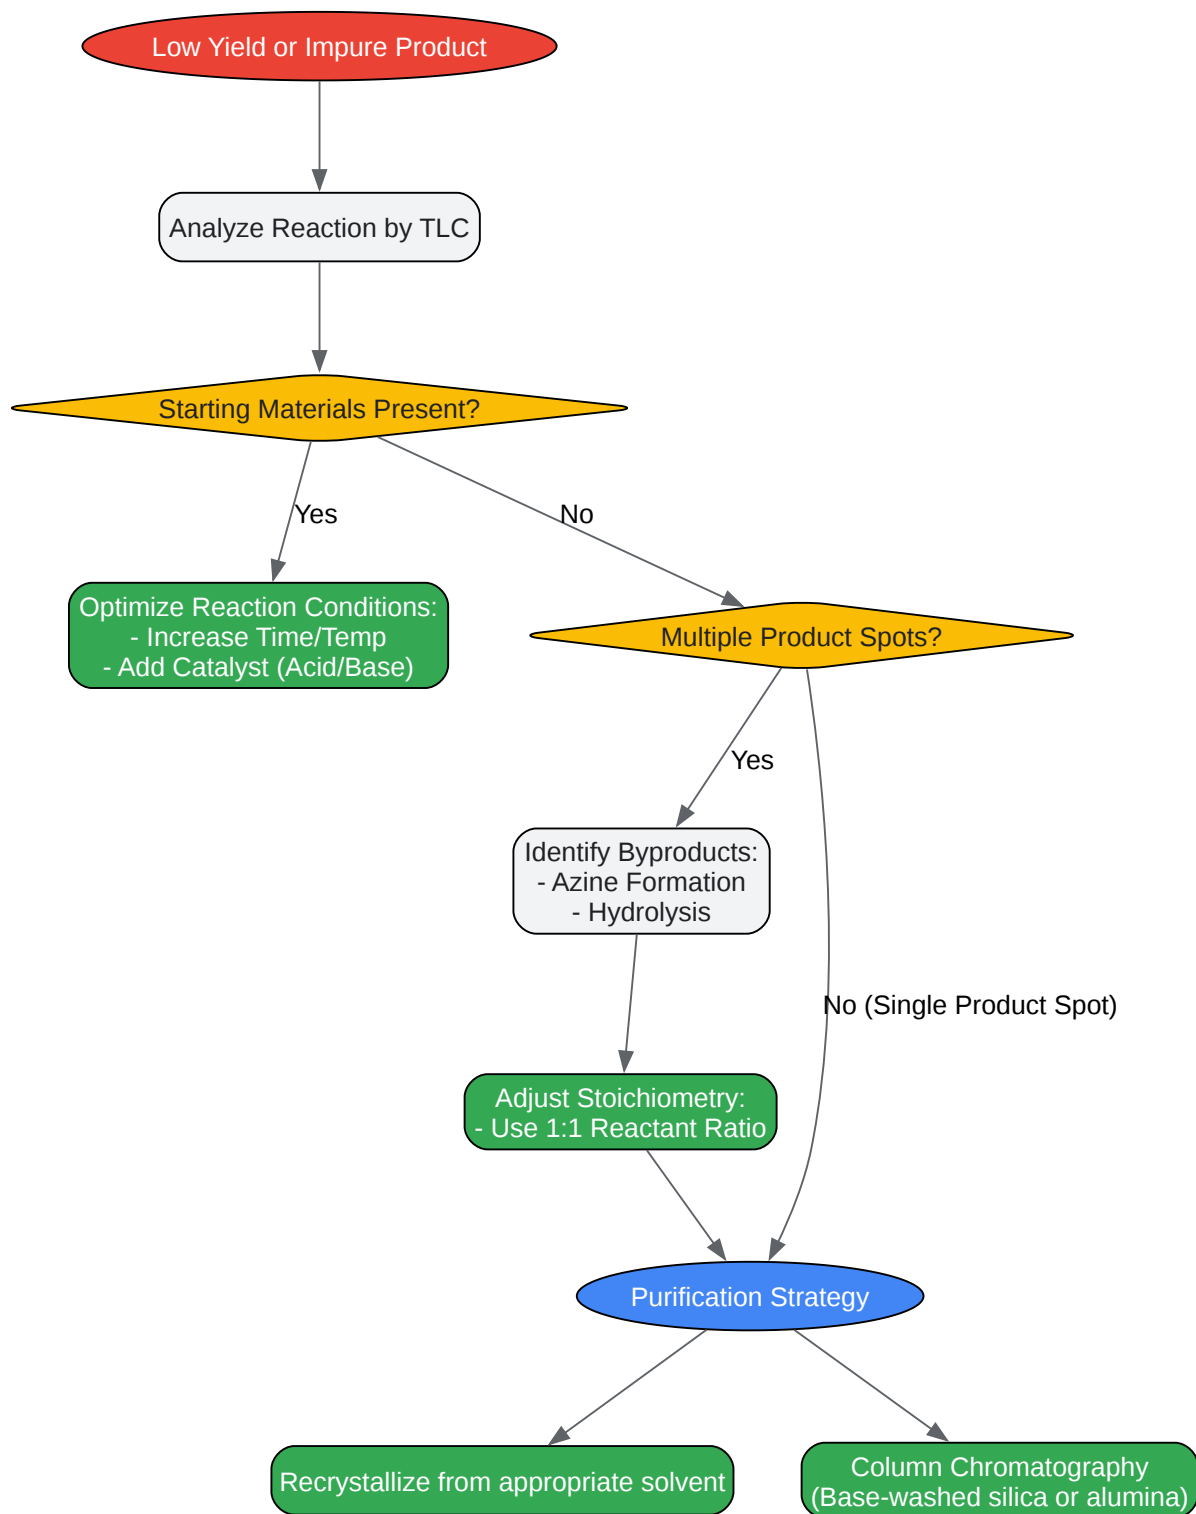 Low Yield or Impure Product
Analyze Reaction by TLC
Starting Materials Present?
Yes
No
Optimize Reaction Conditions:
- Increase Time/Temp
- Add Catalyst (Acid/Base)
Multiple Product Spots?
Yes
Identify Byproducts:
- Azine Formation
- Hydrolysis
No (Single Product Spot)
Adjust Stoichiometry:
- Use 1:1 Reactant Ratio
Purification Strategy
Recrystallize from appropriate solvent
Column Chromatography
(Base-washed silica or alumina)